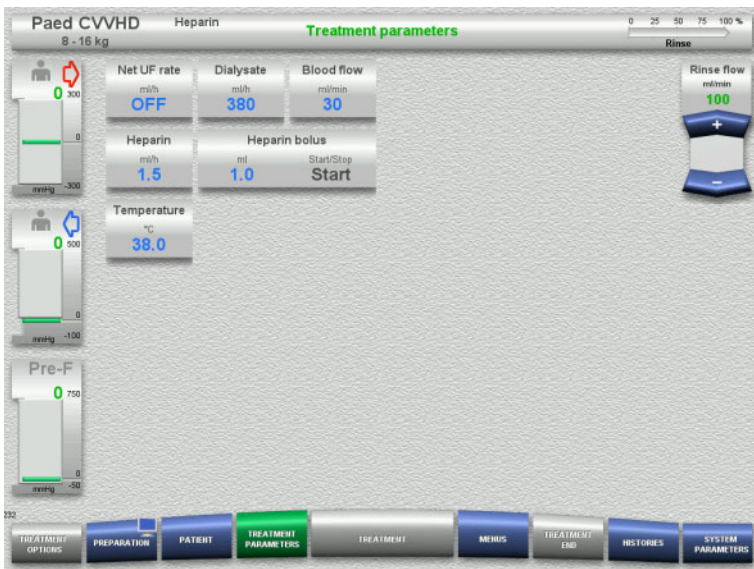 Paed CVVHD Heparin Treatment parameters 0 25 50 75 100 %
8 - 16 kg Rinse
Net UF rate Dialysate Blood flow Rinse flow
ml/h ml/h ml/min ml/min
0 300 OFF 380 30 100
+
0
Heparin Heparin bolus
ml/h ml Start/Stop
1.5 1.0 Start
-300
–
mmHg
Temperature
°C
0 500 38.0
0
mmHg -100
Pre-F
0 750
0
mmHg -50
232
TREATMENT OPTIONS PREPARATION PATIENT TREATMENT PARAMETERS TREATMENT MENUS TREATMENT END HISTORIES SYSTEM PARAMETERS